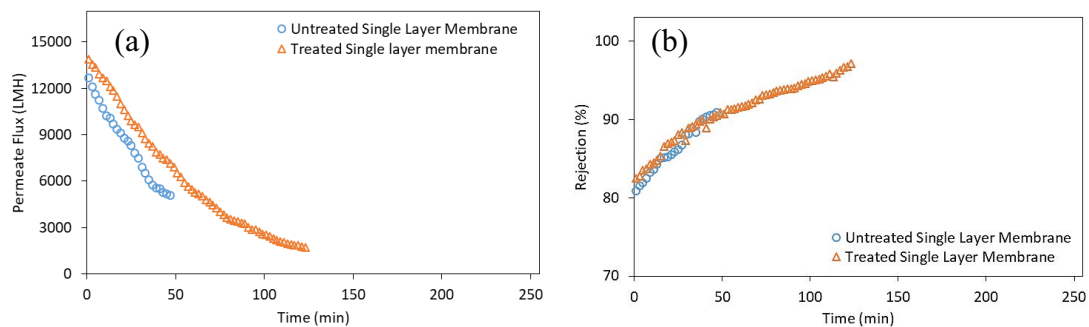 (a)
Untreated Single Layer Membrane
Treated Single layer membrane
15000
12000
9000
6000
3000
0
Permeate Flux (LMH)
0 50 100 150 200 250
Time (min)
(b)
100
90
80
70
Rejection (%)
Untreated Single Layer Membrane
Treated Single Layer Membrane
0 50 100 150 200 250
Time (min)